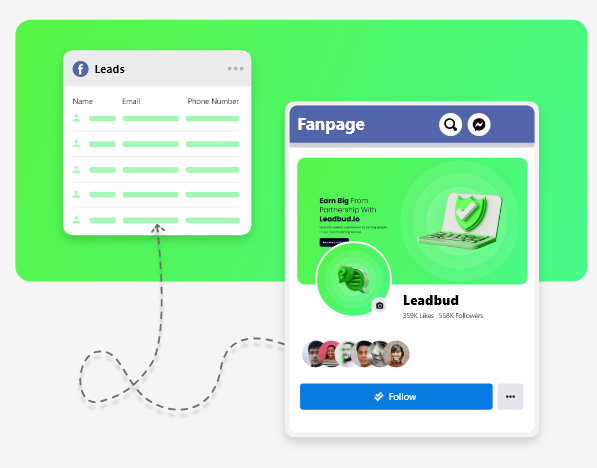 Leads
Name Email Phone Number
Fanpage
Earn Big From
Partnership With
Leadbud.io
Leadbud
359K Likes . 558K Followers
Follow